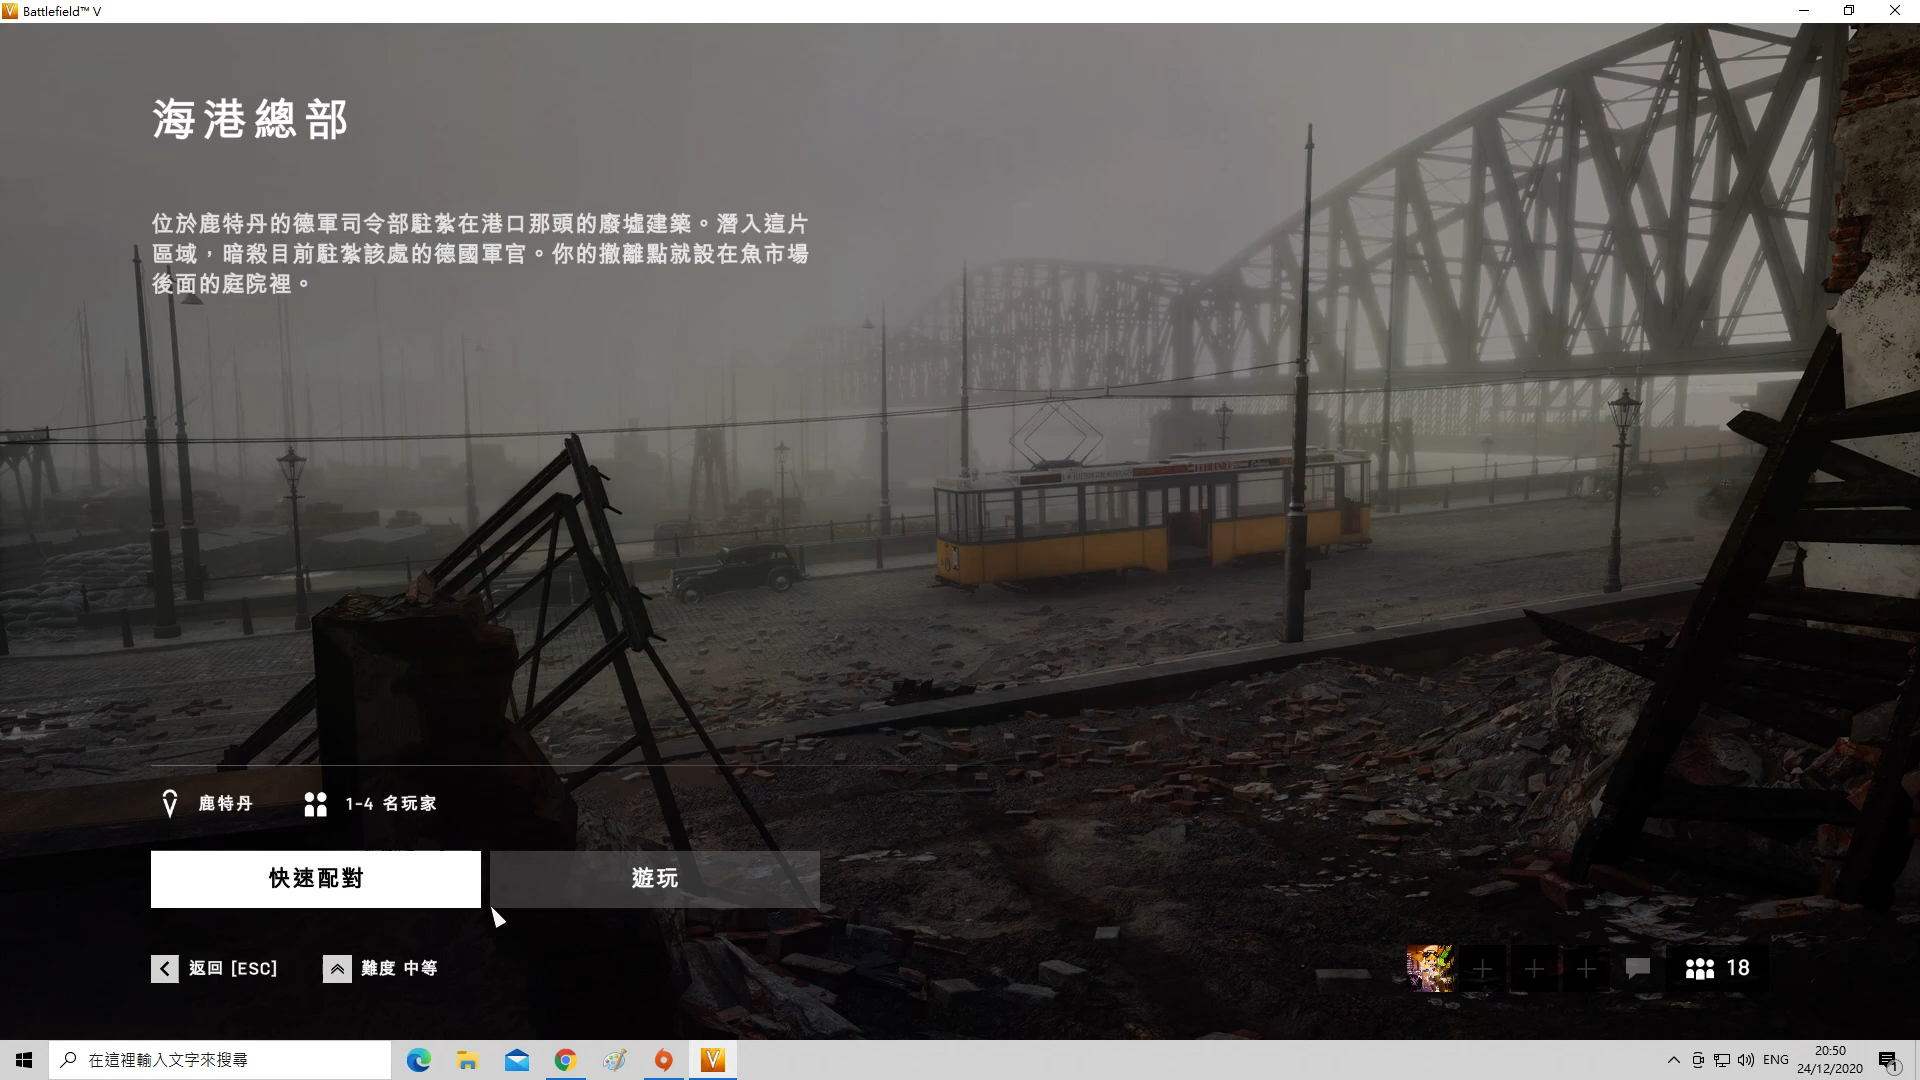 Battlefield™ V
海港總部
位於鹿特丹的德軍司令部駐紮在港口那頭的廢墟建築。潛入這片
區域，暗殺目前駐紮該處的德國軍官。你的撤離點就設在魚市場
後面的庭院裡。
鹿特丹 1-4 名玩家
快速配對 遊玩
返回 [ESC] 難度 中等
18
在這裡輸入文字來搜尋
ENG
20:50
24/12/2020
1